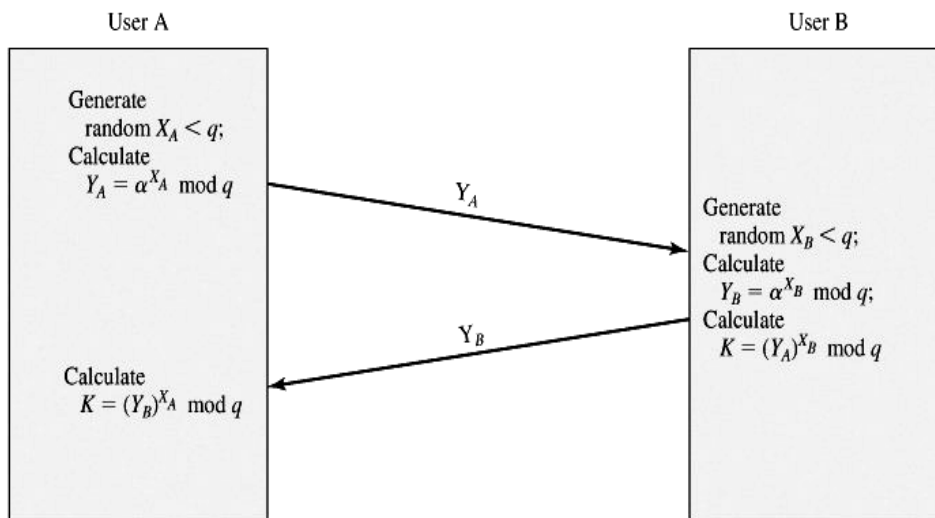 User A
User B
Generate
random X_A < q;
Calculate
Y_A = α^{X_A} mod q
Y_A
Generate
random X_B < q;
Calculate
Y_B = α^{X_B} mod q;
Calculate
K = (Y_A)^{X_B} mod q
Y_B
Calculate
K = (Y_B)^{X_A} mod q